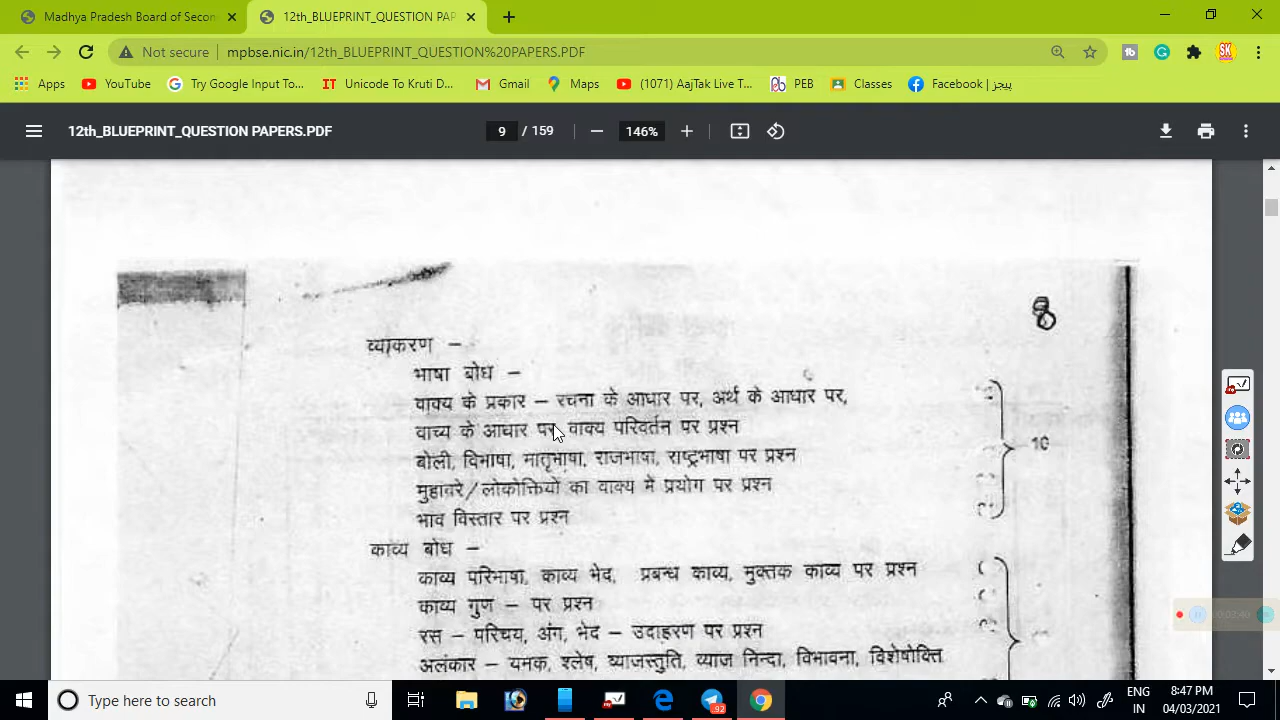 Madhya Pradesh Board of Secon
12th_BLUEPRINT_QUESTION PAP
Not secure
mpbse.nic.in/12th_BLUEPRINT_QUESTION%20PAPERS.PDF
Apps
YouTube
Try Google Input To...
IT Unicode To Kruti D...
Gmail
Maps
(1071) AajTak Live T...
PEB
Classes
Facebook | پیجز
12th_BLUEPRINT_QUESTION PAPERS.PDF
9 / 159
146%
8
व्याकरण –
भाषा बोध –
वाक्य के प्रकार – रचना के आधार पर, अर्थ के आधार पर,
वाच्य के आधार पर वाक्य परिवर्तन पर प्रश्न
10
बोली, विभाषा, मातृभाषा, राजभाषा, राष्ट्रभाषा पर प्रश्न
मुहावरे/लोकोक्तियों का वाक्य में प्रयोग पर प्रश्न
भाव विस्तार पर प्रश्न
काव्य बोध –
काव्य परिभाषा, काव्य भेद, प्रबन्ध काव्य, मुक्तक काव्य पर प्रश्न
काव्य गुण – पर प्रश्न
रस – परिचय, अंग, भेद – उदाहरण पर प्रश्न
अलंकार – यमक, श्लेष, व्याजस्तुति, व्याज निन्दा, विभावना, विशेषोक्ति
Type here to search
92
ENG
IN
8:47 PM
04/03/2021